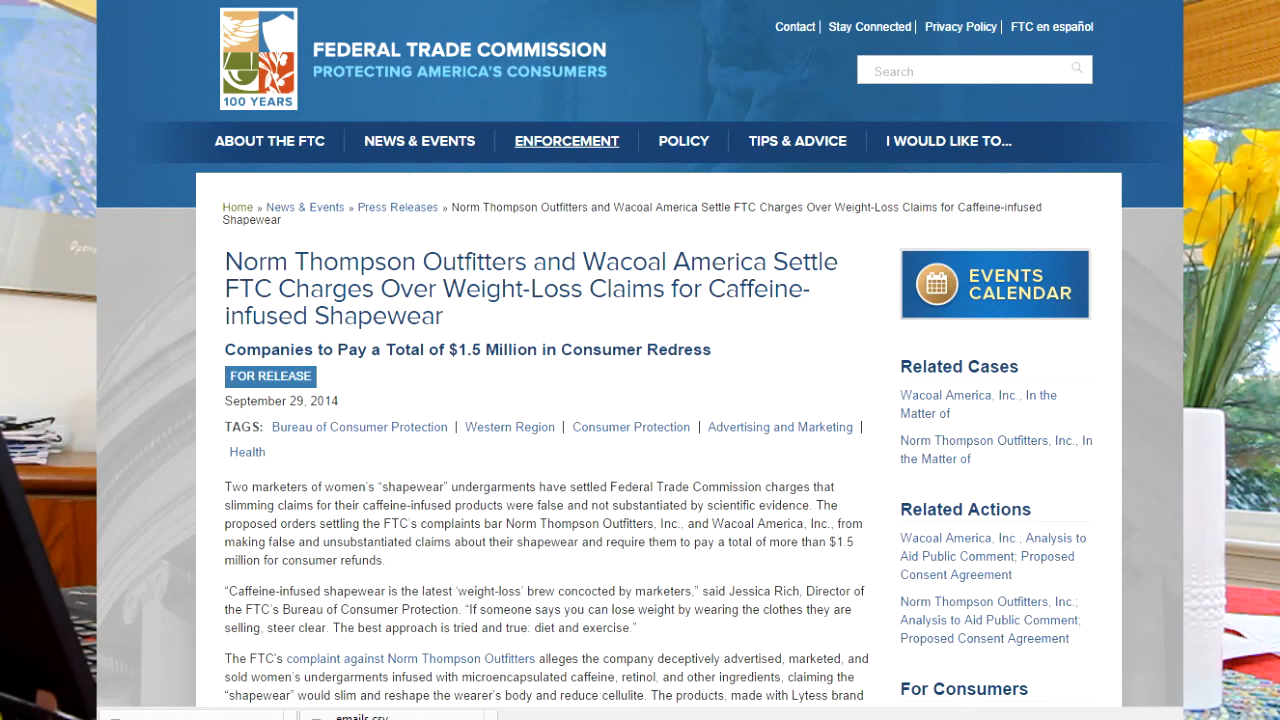 Contact | Stay Connected | Privacy Policy | FTC en español
FEDERAL TRADE COMMISSION
PROTECTING AMERICA'S CONSUMERS
100 YEARS
Search
ABOUT THE FTC
NEWS & EVENTS
ENFORCEMENT
POLICY
TIPS & ADVICE
I WOULD LIKE TO...
Home » News & Events » Press Releases » Norm Thompson Outfitters and Wacoal America Settle FTC Charges Over Weight-Loss Claims for Caffeine-infused
Shapewear
Norm Thompson Outfitters and Wacoal America Settle
FTC Charges Over Weight-Loss Claims for Caffeine-
infused Shapewear
Companies to Pay a Total of $1.5 Million in Consumer Redress
FOR RELEASE
September 29, 2014
TAGS: Bureau of Consumer Protection | Western Region | Consumer Protection | Advertising and Marketing |
Health
Two marketers of women's “shapewear” undergarments have settled Federal Trade Commission charges that
slimming claims for their caffeine-infused products were false and not substantiated by scientific evidence. The
proposed orders settling the FTC's complaints bar Norm Thompson Outfitters, Inc., and Wacoal America, Inc., from
making false and unsubstantiated claims about their shapewear and require them to pay a total of more than $1.5
million for consumer refunds.
“Caffeine-infused shapewear is the latest ‘weight-loss’ brew concocted by marketers,” said Jessica Rich, Director of
the FTC's Bureau of Consumer Protection. “If someone says you can lose weight by wearing the clothes they are
selling, steer clear. The best approach is tried and true: diet and exercise.”
The FTC's complaint against Norm Thompson Outfitters alleges the company deceptively advertised, marketed, and
sold women's undergarments infused with microencapsulated caffeine, retinol, and other ingredients, claiming the
“shapewear” would slim and reshape the wearer's body and reduce cellulite. The products, made with Lytess brand
EVENTS
CALENDAR
Related Cases
Wacoal America, Inc., In the
Matter of
Norm Thompson Outfitters, Inc., In
the Matter of
Related Actions
Wacoal America, Inc.; Analysis to
Aid Public Comment; Proposed
Consent Agreement
Norm Thompson Outfitters, Inc.;
Analysis to Aid Public Comment;
Proposed Consent Agreement
For Consumers
emails.csv